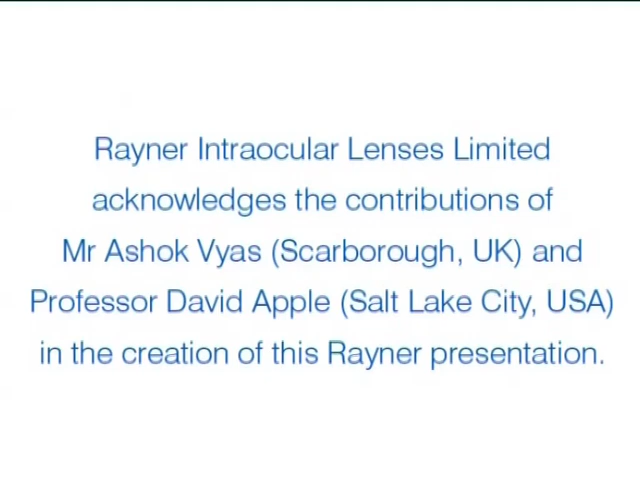 Rayner Intraocular Lenses Limited
acknowledges the contributions of
Mr Ashok Vyas (Scarborough, UK) and
Professor David Apple (Salt Lake City, USA)
in the creation of this Rayner presentation.